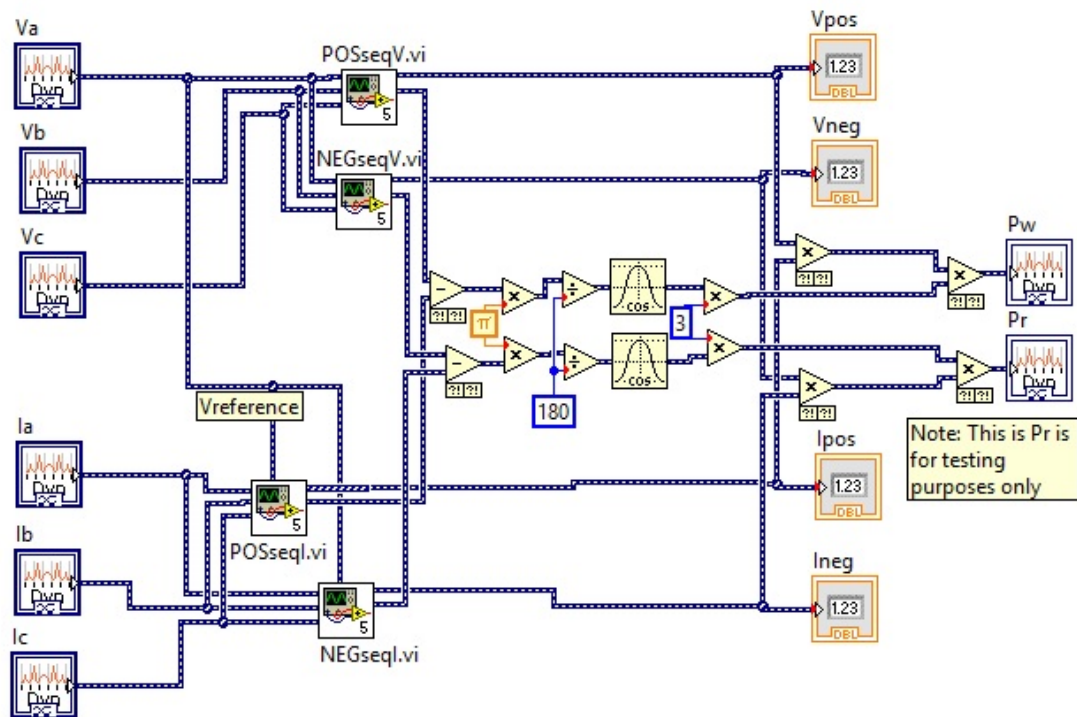 Va
Vb
Vc
POSseqV.vi
5
NEGseqV.vi
5
Vpos
1.23
DBL
Vneg
1.23
DBL
Pw
Pr
π
cos
3
cos
180
Vreference
Ia
Ib
Ic
5
POSseqI.vi
5
NEGseqI.vi
Ipos
1.23
DBL
Ineg
1.23
DBL
Note: This is Pr is
for testing
purposes only